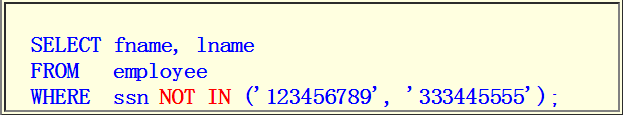 SELECT fname, lname
FROM   employee
WHERE  ssn NOT IN ('123456789', '333445555');